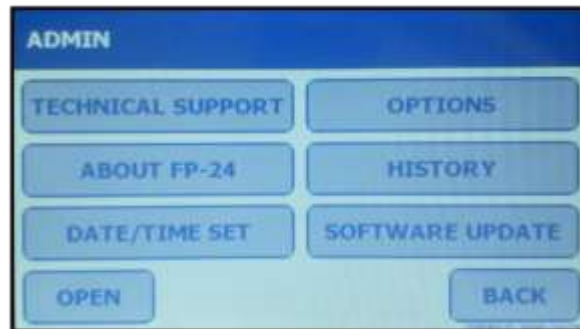 ADMIN
TECHNICAL SUPPORT OPTIONS
ABOUT FP-24 HISTORY
DATE/TIME SET SOFTWARE UPDATE
OPEN BACK